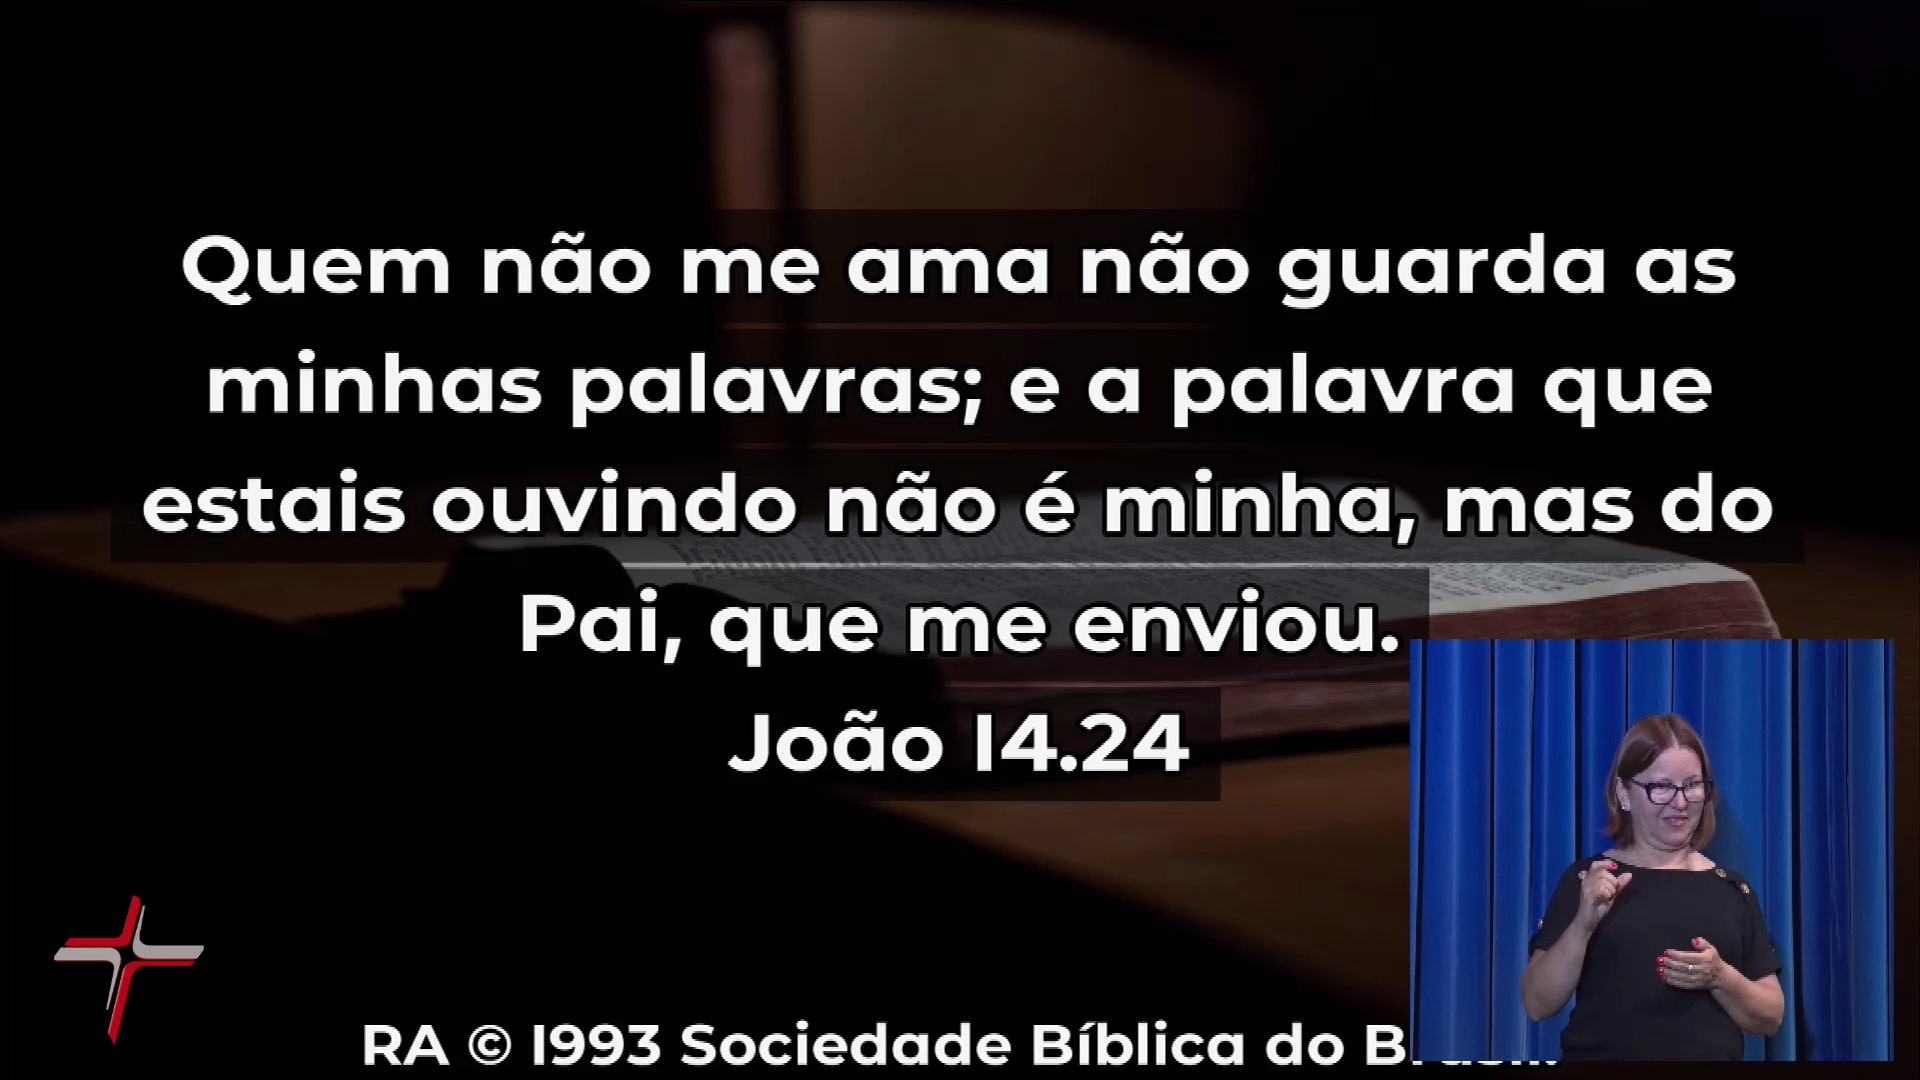 Quem não me ama não guarda as
minhas palavras; e a palavra que
estais ouvindo não é minha, mas do
Pai, que me enviou.
João 14.24
RA © 1993 Sociedade Bíblica do